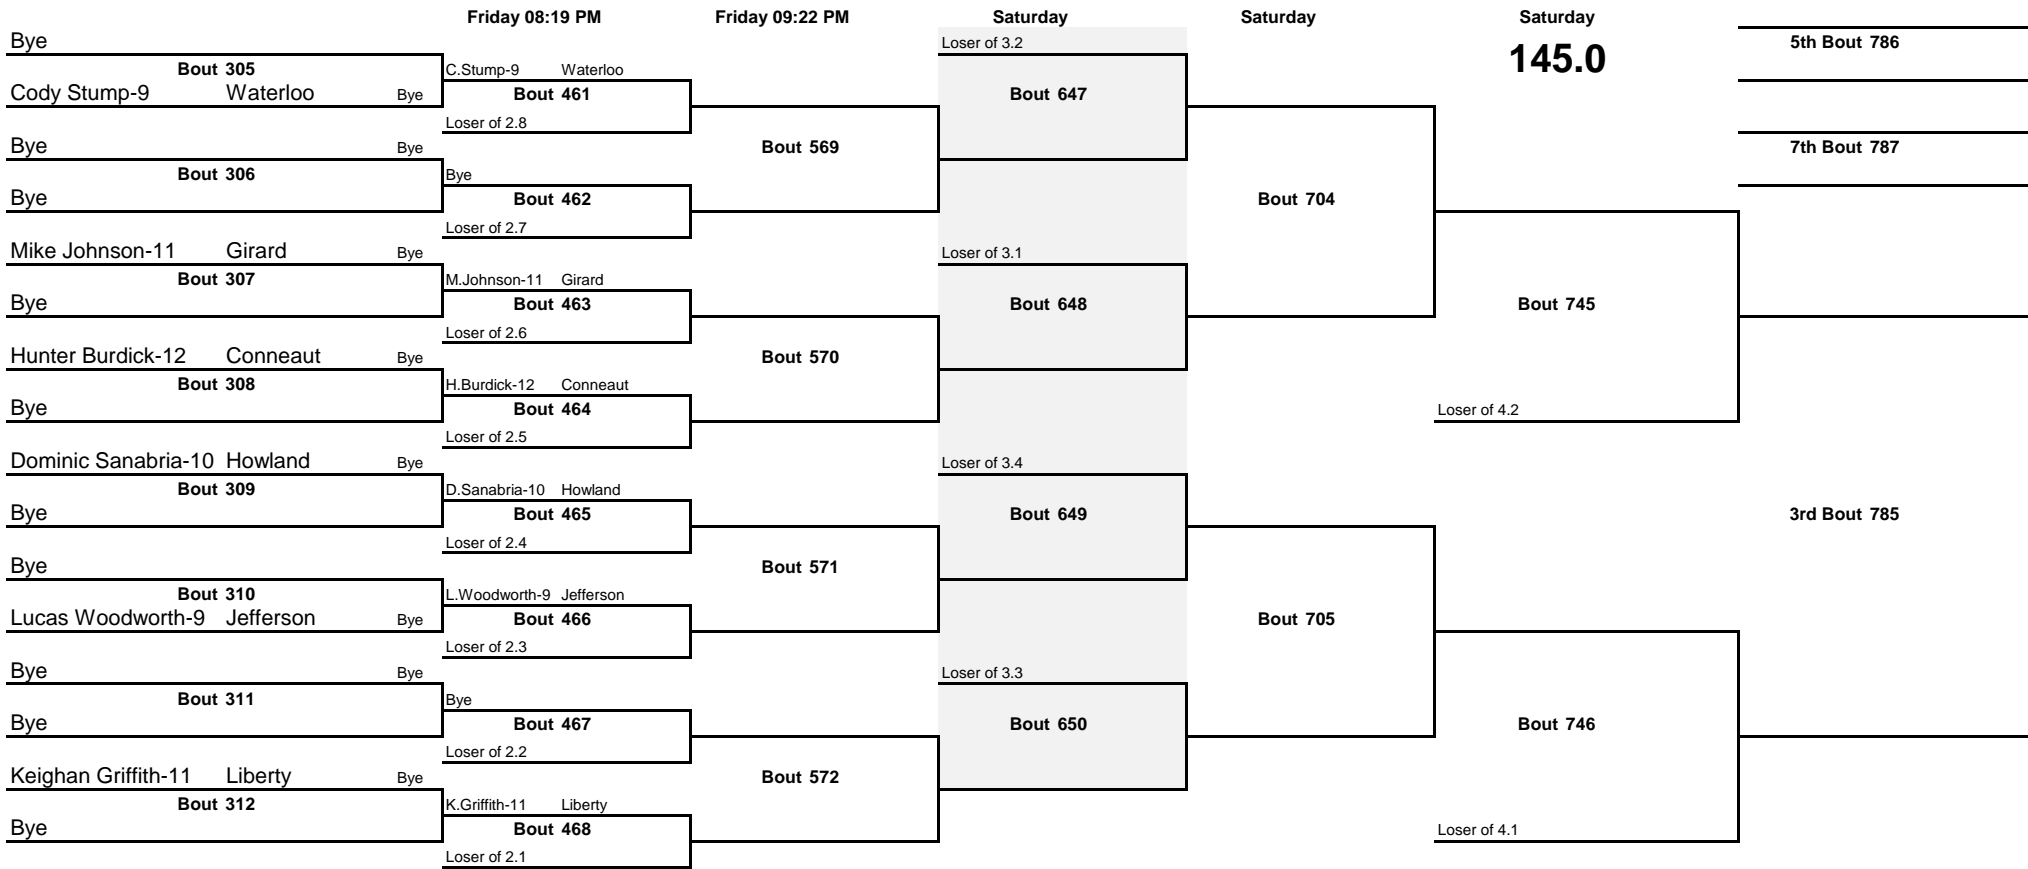 Friday 08:19 PM Friday 09:22 PM Saturday Saturday Saturday
145.0
Bye
Bout 305
Cody Stump-9 Waterloo Bye
Bye Bye
Bout 306
Bye
Mike Johnson-11 Girard Bye
Bout 307
Bye
Hunter Burdick-12 Conneaut Bye
Bout 308
Bye
Dominic Sanabria-10 Howland Bye
Bout 309
Bye
Bye
Bout 310
Lucas Woodworth-9 Jefferson Bye
Bye Bye
Bout 311
Bye
Keighan Griffith-11 Liberty Bye
Bout 312
Bye
C.Stump-9 Waterloo
Bout 461
Loser of 2.8
Bye
Bout 462
Loser of 2.7
M.Johnson-11 Girard
Bout 463
Loser of 2.6
H.Burdick-12 Conneaut
Bout 464
Loser of 2.5
D.Sanabria-10 Howland
Bout 465
Loser of 2.4
L.Woodworth-9 Jefferson
Bout 466
Loser of 2.3
Bye
Bout 467
Loser of 2.2
K.Griffith-11 Liberty
Bout 468
Loser of 2.1
Bout 569
Bout 570
Bout 571
Bout 572
Loser of 3.2
Bout 647
Loser of 3.1
Bout 648
Loser of 3.4
Bout 649
Loser of 3.3
Bout 650
Bout 704
Bout 705
Bout 745
Loser of 4.2
Bout 746
Loser of 4.1
5th Bout 786
7th Bout 787
3rd Bout 785